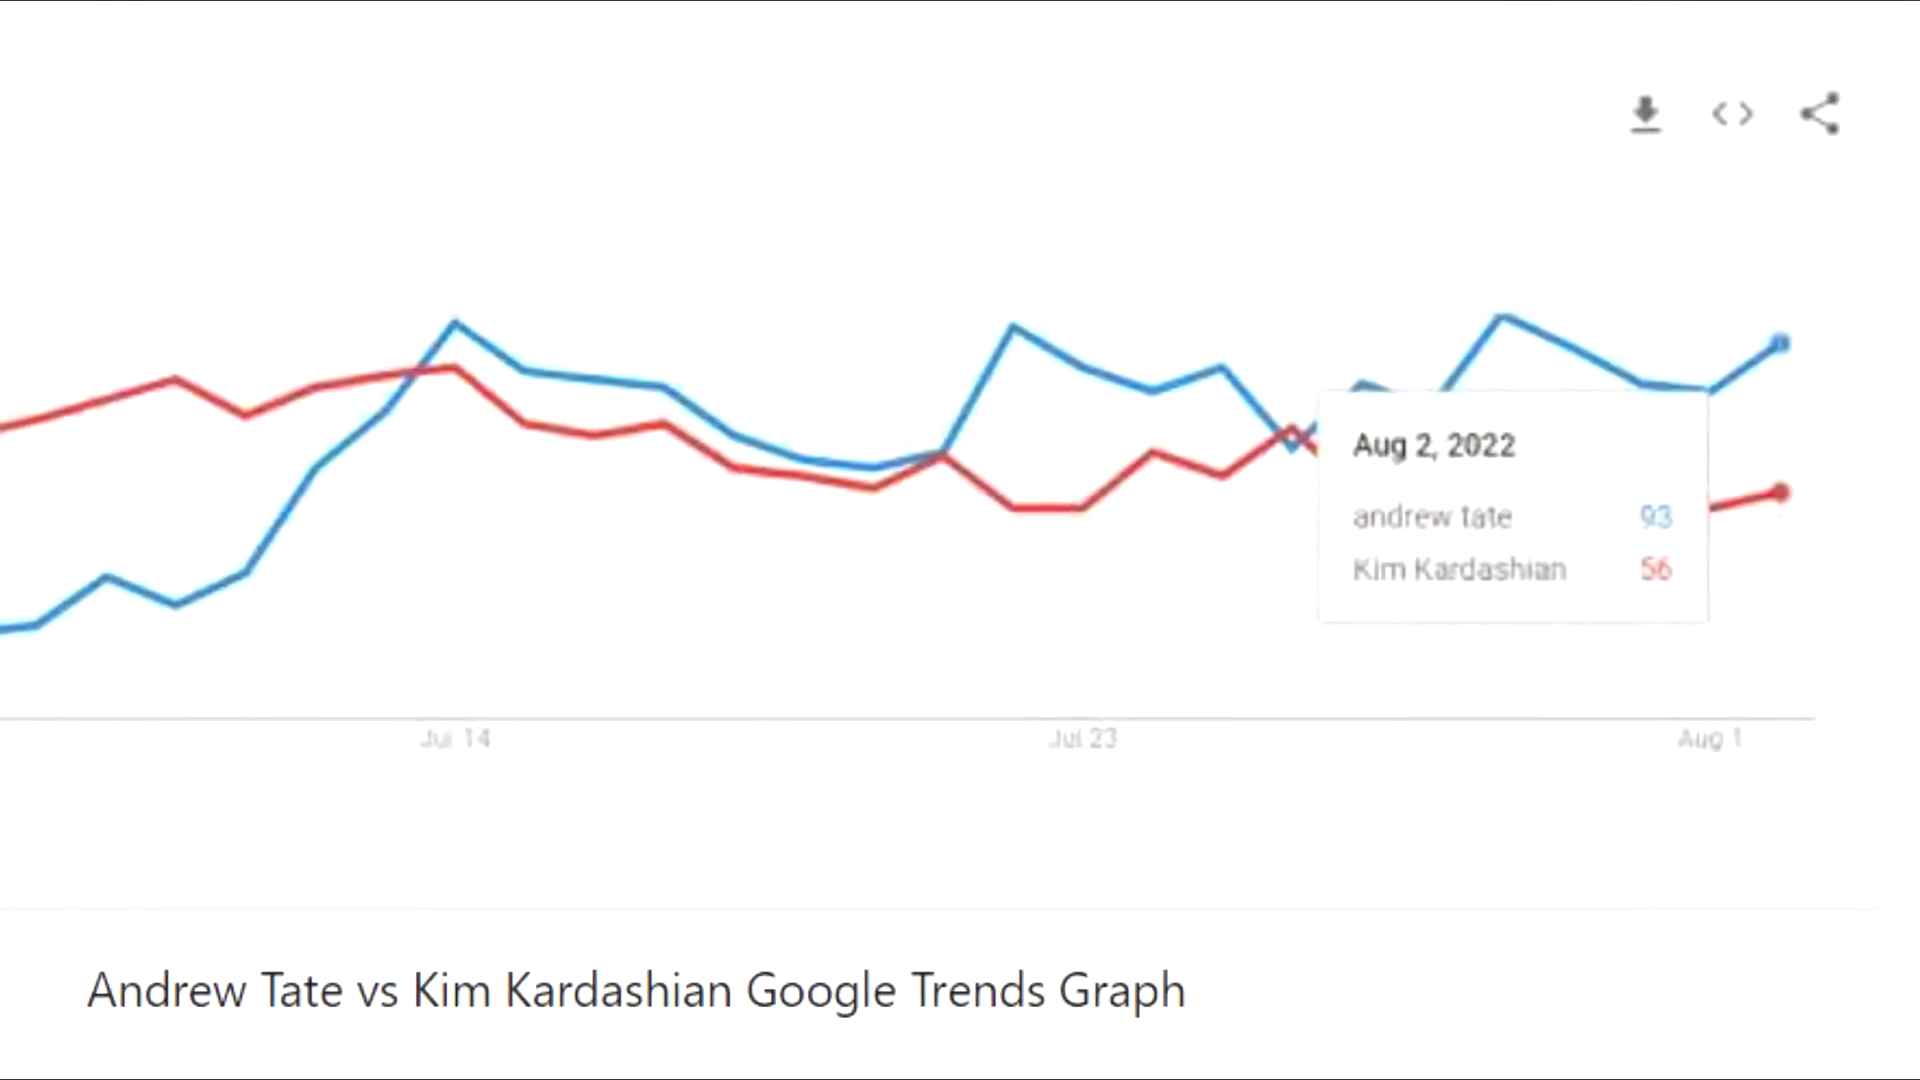 Aug 2, 2022
andrew tate 93
Kim Kardashian 56
Jul 14 Jul 23 Aug 1
Andrew Tate vs Kim Kardashian Google Trends Graph